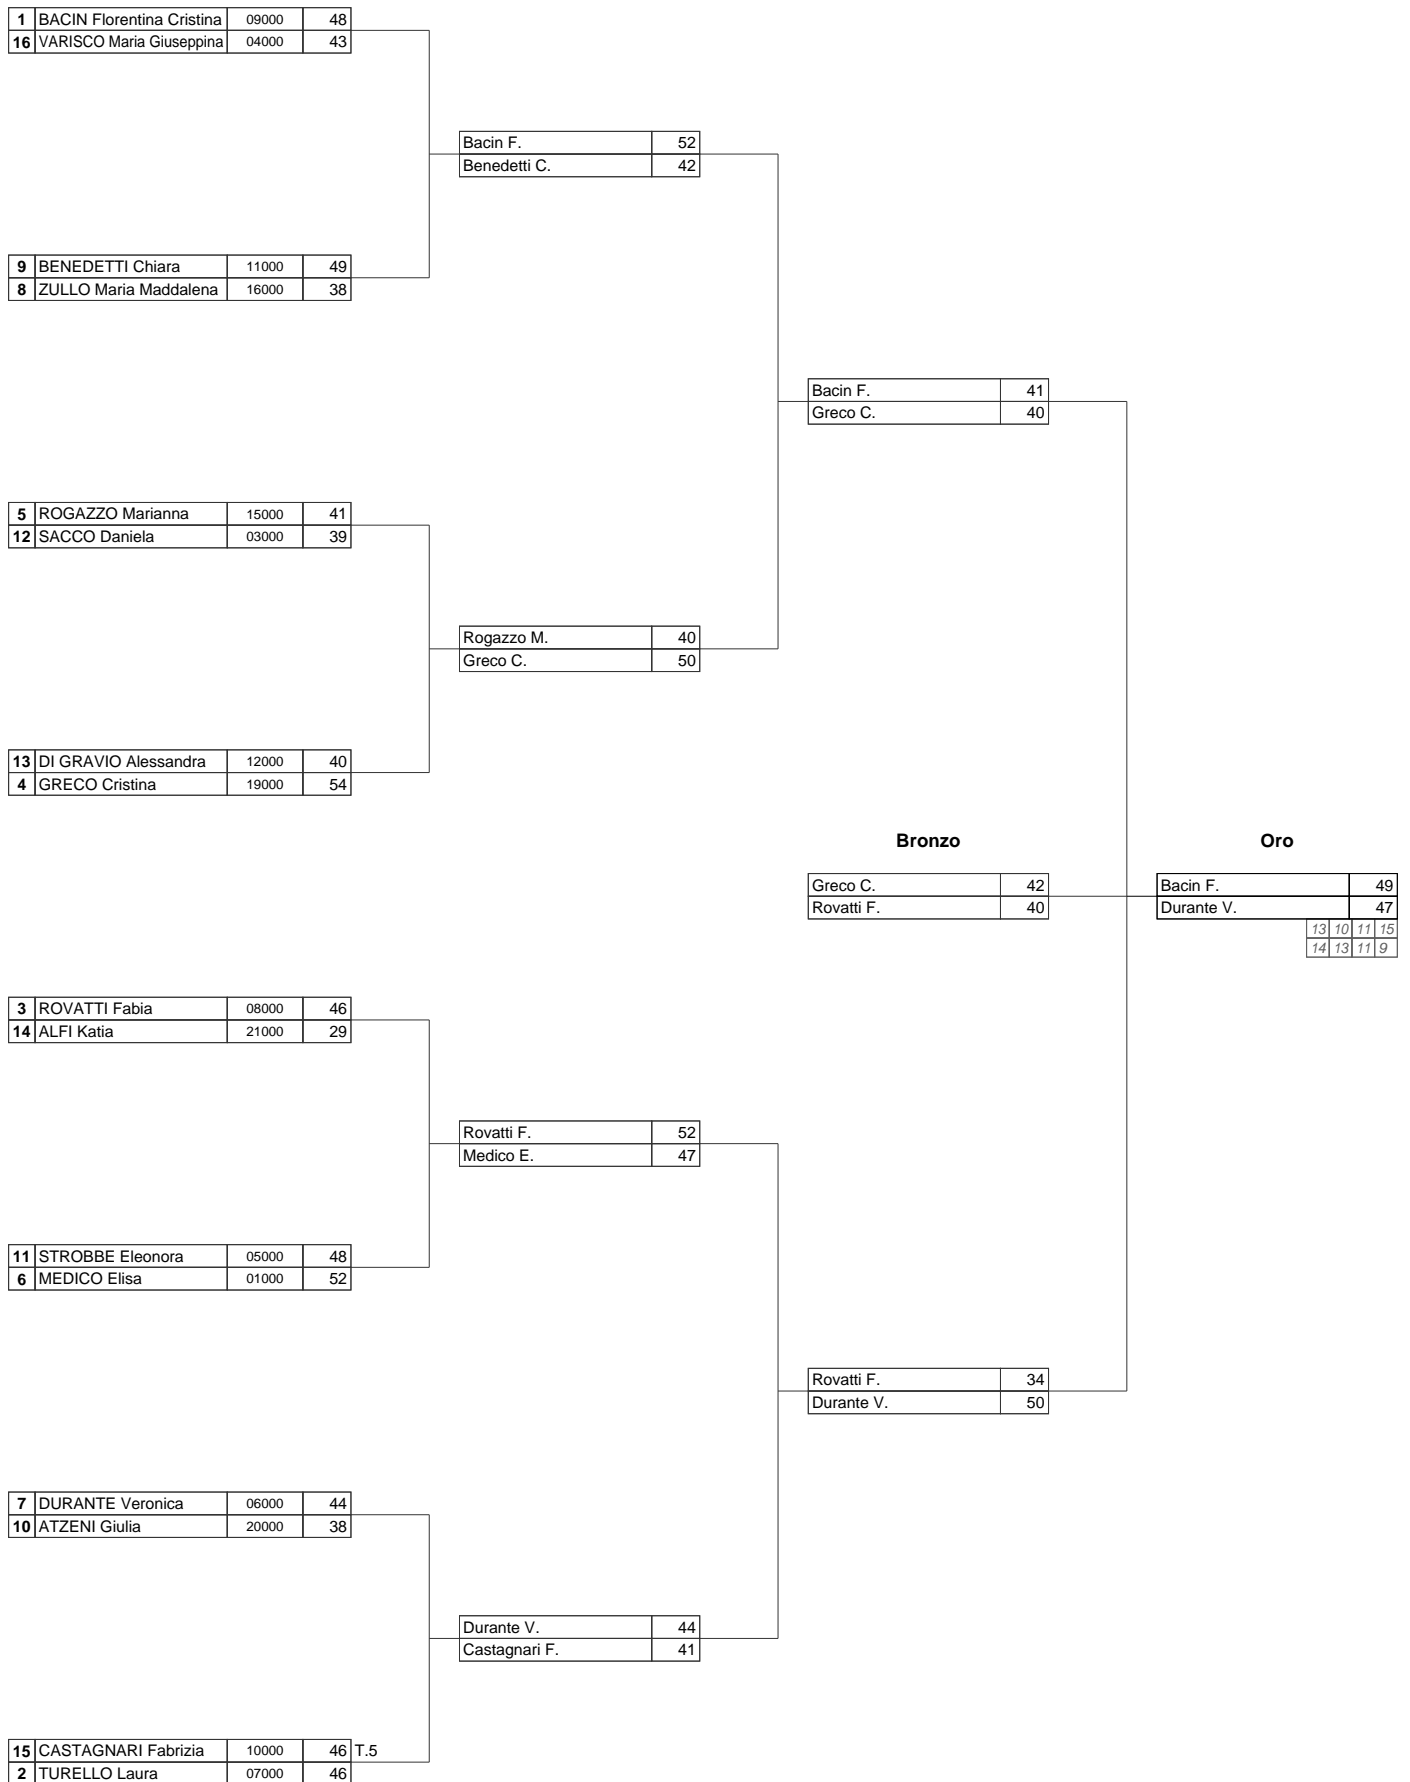 1 BACIN Florentina Cristina 09000 48
16 VARISCO Maria Giuseppina 04000 43
Bacin F. 52
Benedetti C. 42
9 BENEDETTI Chiara 11000 49
8 ZULLO Maria Maddalena 16000 38
Bacin F. 41
Greco C. 40
5 ROGAZZO Marianna 15000 41
12 SACCO Daniela 03000 39
Rogazzo M. 40
Greco C. 50
13 DI GRAVIO Alessandra 12000 40
4 GRECO Cristina 19000 54
Bronzo Oro
Greco C. 42 Bacin F. 49
Rovatti F. 40 Durante V. 47
13 10 11 15
14 13 11 9
3 ROVATTI Fabia 08000 46
14 ALFI Katia 21000 29
Rovatti F. 52
Medico E. 47
11 STROBBE Eleonora 05000 48
6 MEDICO Elisa 01000 52
Rovatti F. 34
Durante V. 50
7 DURANTE Veronica 06000 44
10 ATZENI Giulia 20000 38
Durante V. 44
Castagnari F. 41
15 CASTAGNARI Fabrizia 10000 46 T.5
2 TURELLO Laura 07000 46